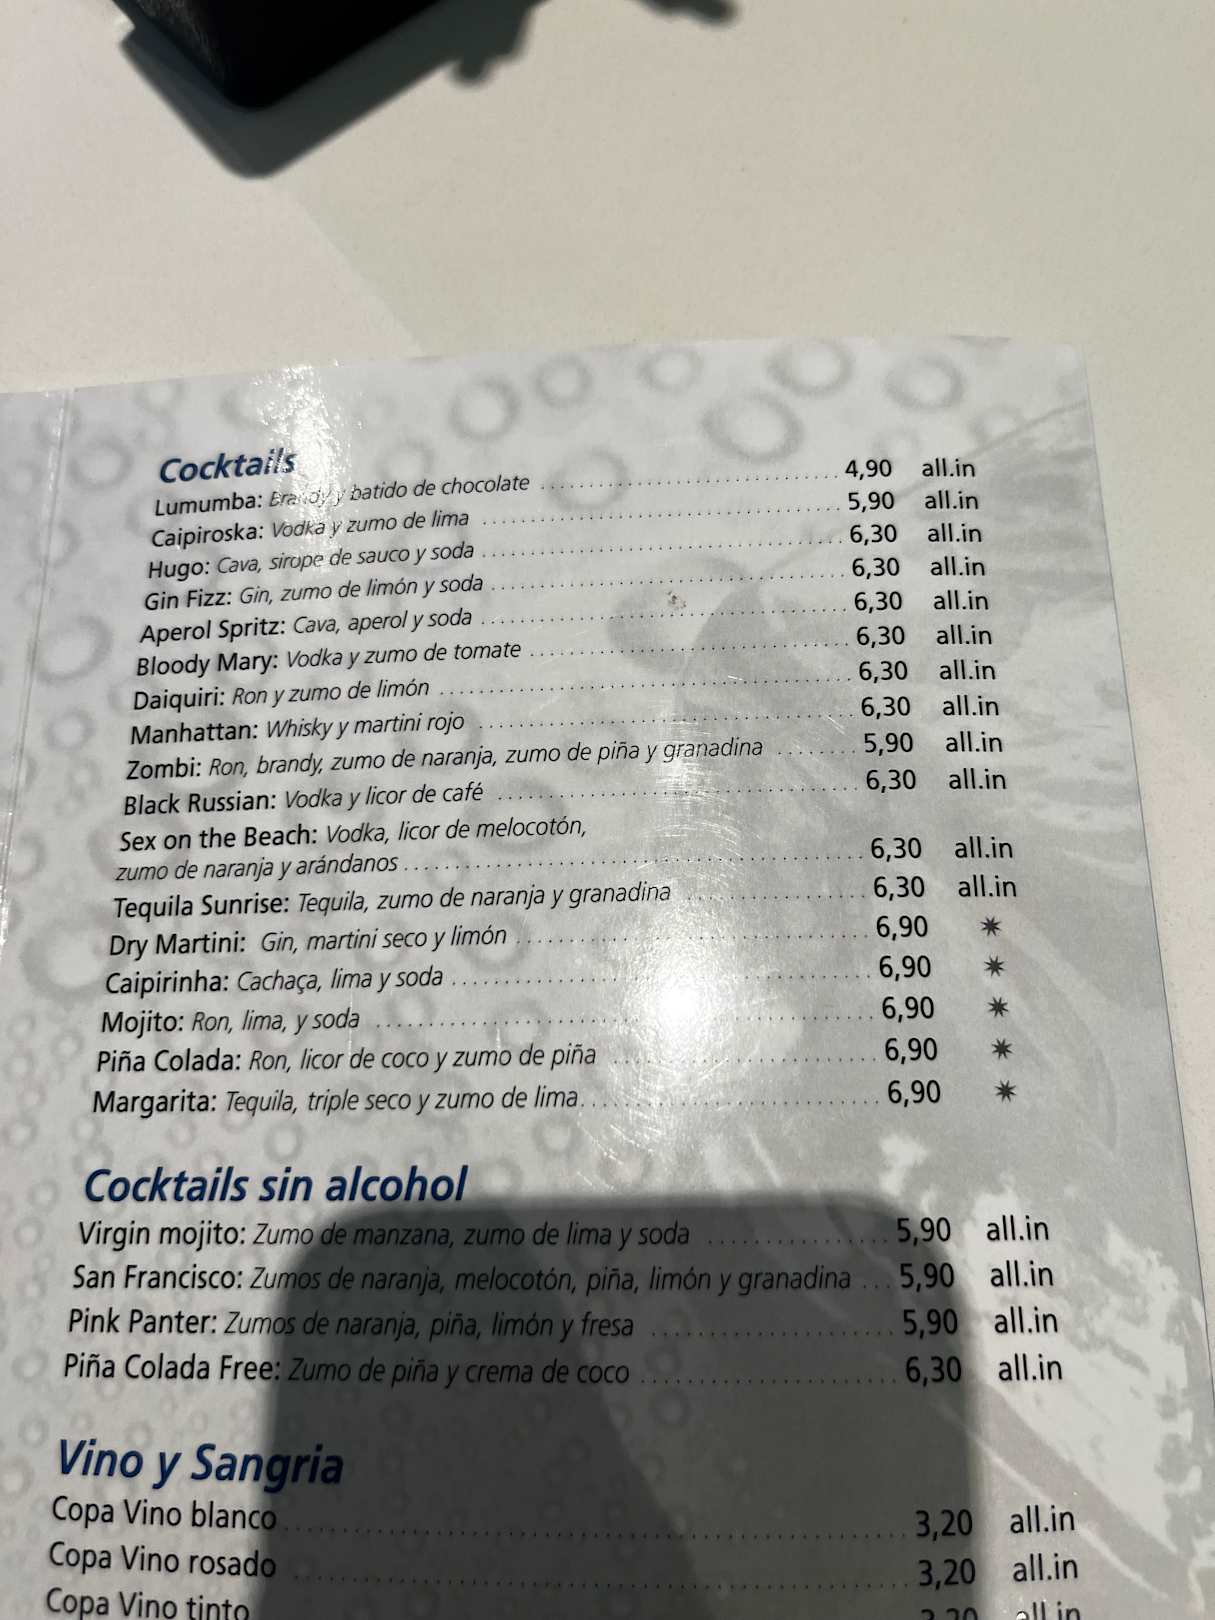 Cocktails
Lumumba: Brandy y batido de chocolate 4,90 all.in
Caipiroska: Vodka y zumo de lima 5,90 all.in
Hugo: Cava, sirope de sauco y soda 6,30 all.in
Gin Fizz: Gin, zumo de limón y soda 6,30 all.in
Aperol Spritz: Cava, aperol y soda 6,30 all.in
Bloody Mary: Vodka y zumo de tomate 6,30 all.in
Daiquiri: Ron y zumo de limón 6,30 all.in
Manhattan: Whisky y martini rojo 6,30 all.in
Zombi: Ron, brandy, zumo de naranja, zumo de piña y granadina 5,90 all.in
Black Russian: Vodka y licor de café 6,30 all.in
Sex on the Beach: Vodka, licor de melocotón,
zumo de naranja y arándanos 6,30 all.in
Tequila Sunrise: Tequila, zumo de naranja y granadina 6,30 all.in
Dry Martini: Gin, martini seco y limón 6,90 ✷
Caipirinha: Cachaça, lima y soda 6,90 ✷
Mojito: Ron, lima, y soda 6,90 ✷
Piña Colada: Ron, licor de coco y zumo de piña 6,90 ✷
Margarita: Tequila, triple seco y zumo de lima 6,90 ✷
Cocktails sin alcohol
Virgin mojito: Zumo de manzana, zumo de lima y soda 5,90 all.in
San Francisco: Zumos de naranja, melocotón, piña, limón y granadina 5,90 all.in
Pink Panter: Zumos de naranja, piña, limón y fresa 5,90 all.in
Piña Colada Free: Zumo de piña y crema de coco 6,30 all.in
Vino y Sangria
Copa Vino blanco 3,20 all.in
Copa Vino rosado 3,20 all.in
Copa Vino tinto 3,20 all.in